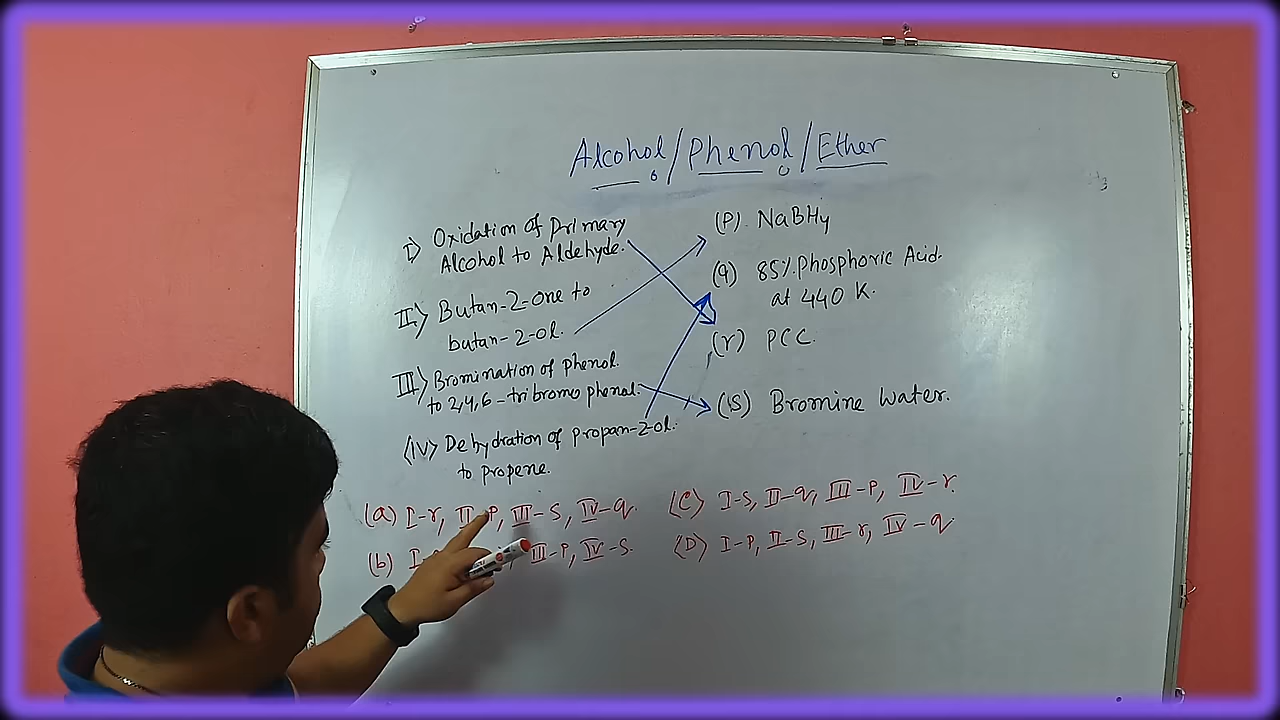 Alcohol/Phenol/Ether
I) Oxidation of Primary
Alcohol to Aldehyde.
II) Butan-2-one to
butan-2-ol.
III) Bromination of phenol.
to 2,4,6-tribromo phenol.
(IV) Dehydration of propan-2-ol.
to propene.
(P). NaBH4
(q) 85% Phosphoric Acid.
at 440 K.
(r) PCC.
(S) Bromine Water.
(a) I-r, II-P, III-S, IV-q.
(b) I- III-P, IV-S.
(C) I-S, II-q, III-P, IV-r.
(D) I-P, II-S, III-r, IV-q